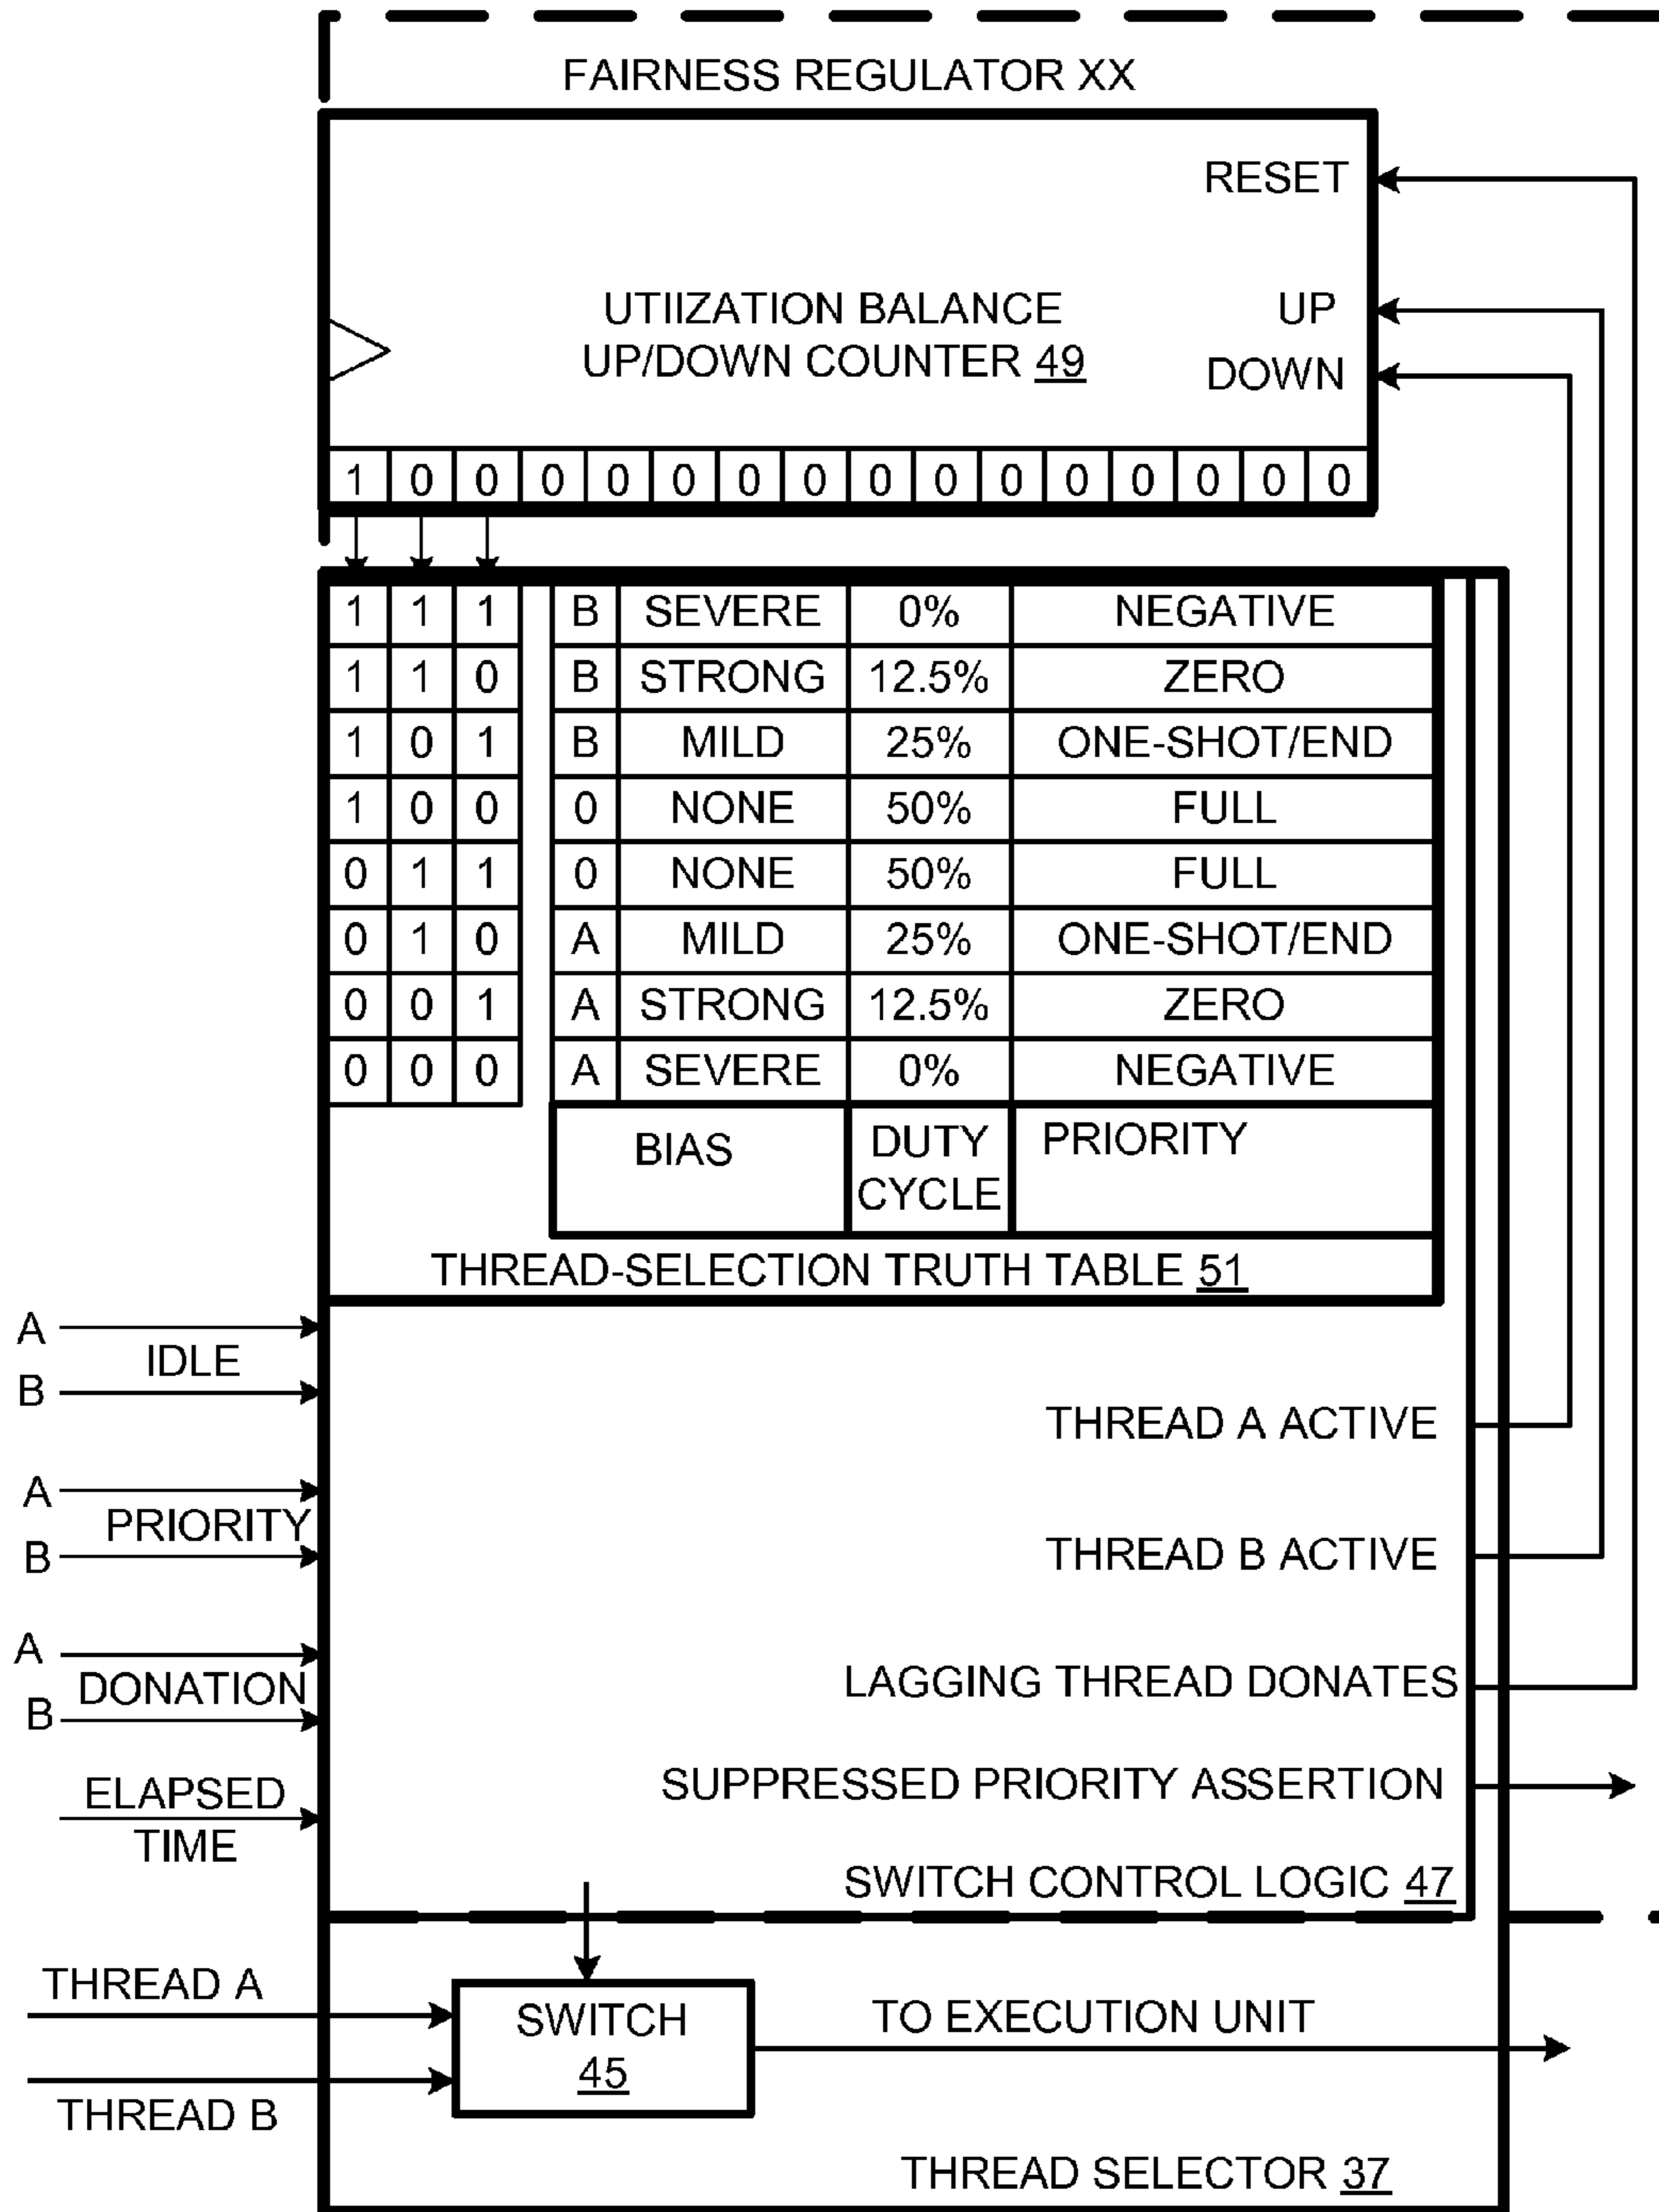 FAIRNESS REGULATOR XX
RESET
UTIIZATION BALANCE UP
UP/DOWN COUNTER 49
DOWN
1 0 0 0 0 0 0 0 0 0 0 0 0 0 0 0
1 1 1 B SEVERE 0% NEGATIVE
1 1 0 B STRONG 12.5% ZERO
1 0 1 B MILD 25% ONE-SHOT/END
1 0 0 0 NONE 50% FULL
0 1 1 0 NONE 50% FULL
0 1 0 A MILD 25% ONE-SHOT/END
0 0 1 A STRONG 12.5% ZERO
0 0 0 A SEVERE 0% NEGATIVE
BIAS DUTY PRIORITY
CYCLE
THREAD-SELECTION TRUTH TABLE 51
A
IDLE
B
THREAD A ACTIVE
A
PRIORITY
B
THREAD B ACTIVE
A
DONATION
B
LAGGING THREAD DONATES
ELAPSED
TIME
SUPPRESSED PRIORITY ASSERTION
SWITCH CONTROL LOGIC 47
THREAD A
SWITCH
45
TO EXECUTION UNIT
THREAD B
THREAD SELECTOR 37